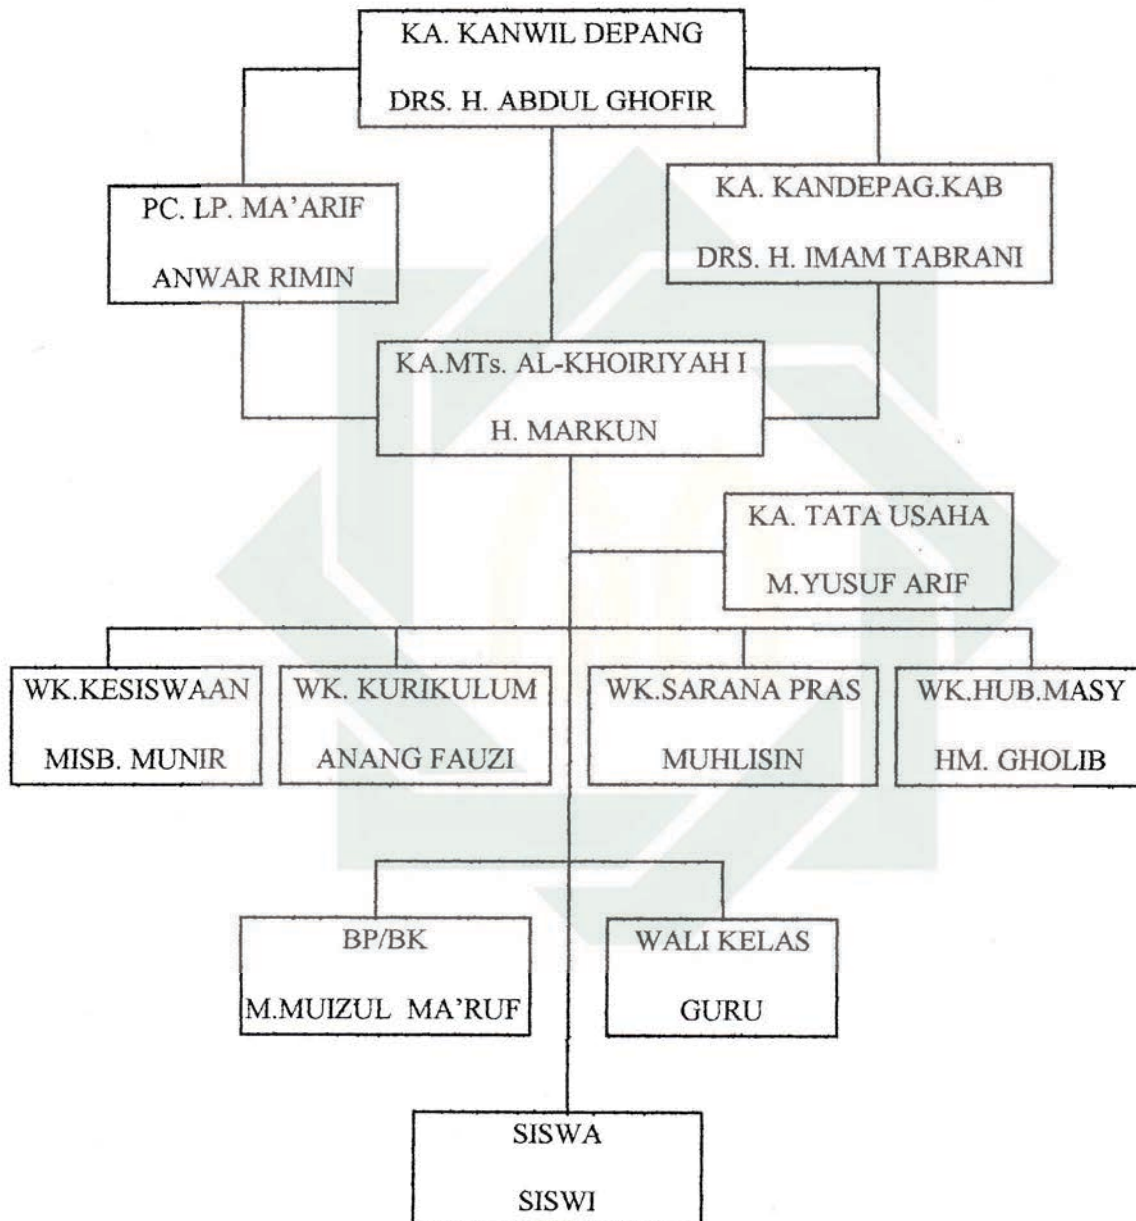 KA. KANWIL DEPANG
DRS. H. ABDUL GHOFIR
PC. LP. MA'ARIF
ANWAR RIMIN
KA. KANDEPAG.KAB
DRS. H. IMAM TABRANI
KA.MTs. AL-KHOIRIYAH I
H. MARKUN
KA. TATA USAHA
M.YUSUF ARIF
WK.KESISWAAN
MISB. MUNIR
WK. KURIKULUM
ANANG FAUZI
WK.SARANA PRAS
MUHLISIN
WK.HUB.MASY
HM. GHOLIB
BP/BK
M.MUIZUL MA'RUF
WALI KELAS
GURU
SISWA
SISWI